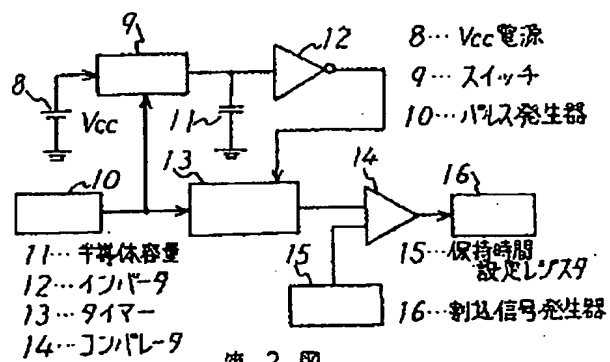 9
12
8…Vcc電源
8
9…スイッチ
Vcc
11
10…パルス発生器
13
14
16
10
15
11…半導体容量
15…保持時間
設定レジスタ
12…インバータ
13…タイマー
16…割込信号発生器
14…コンパレータ
第2図